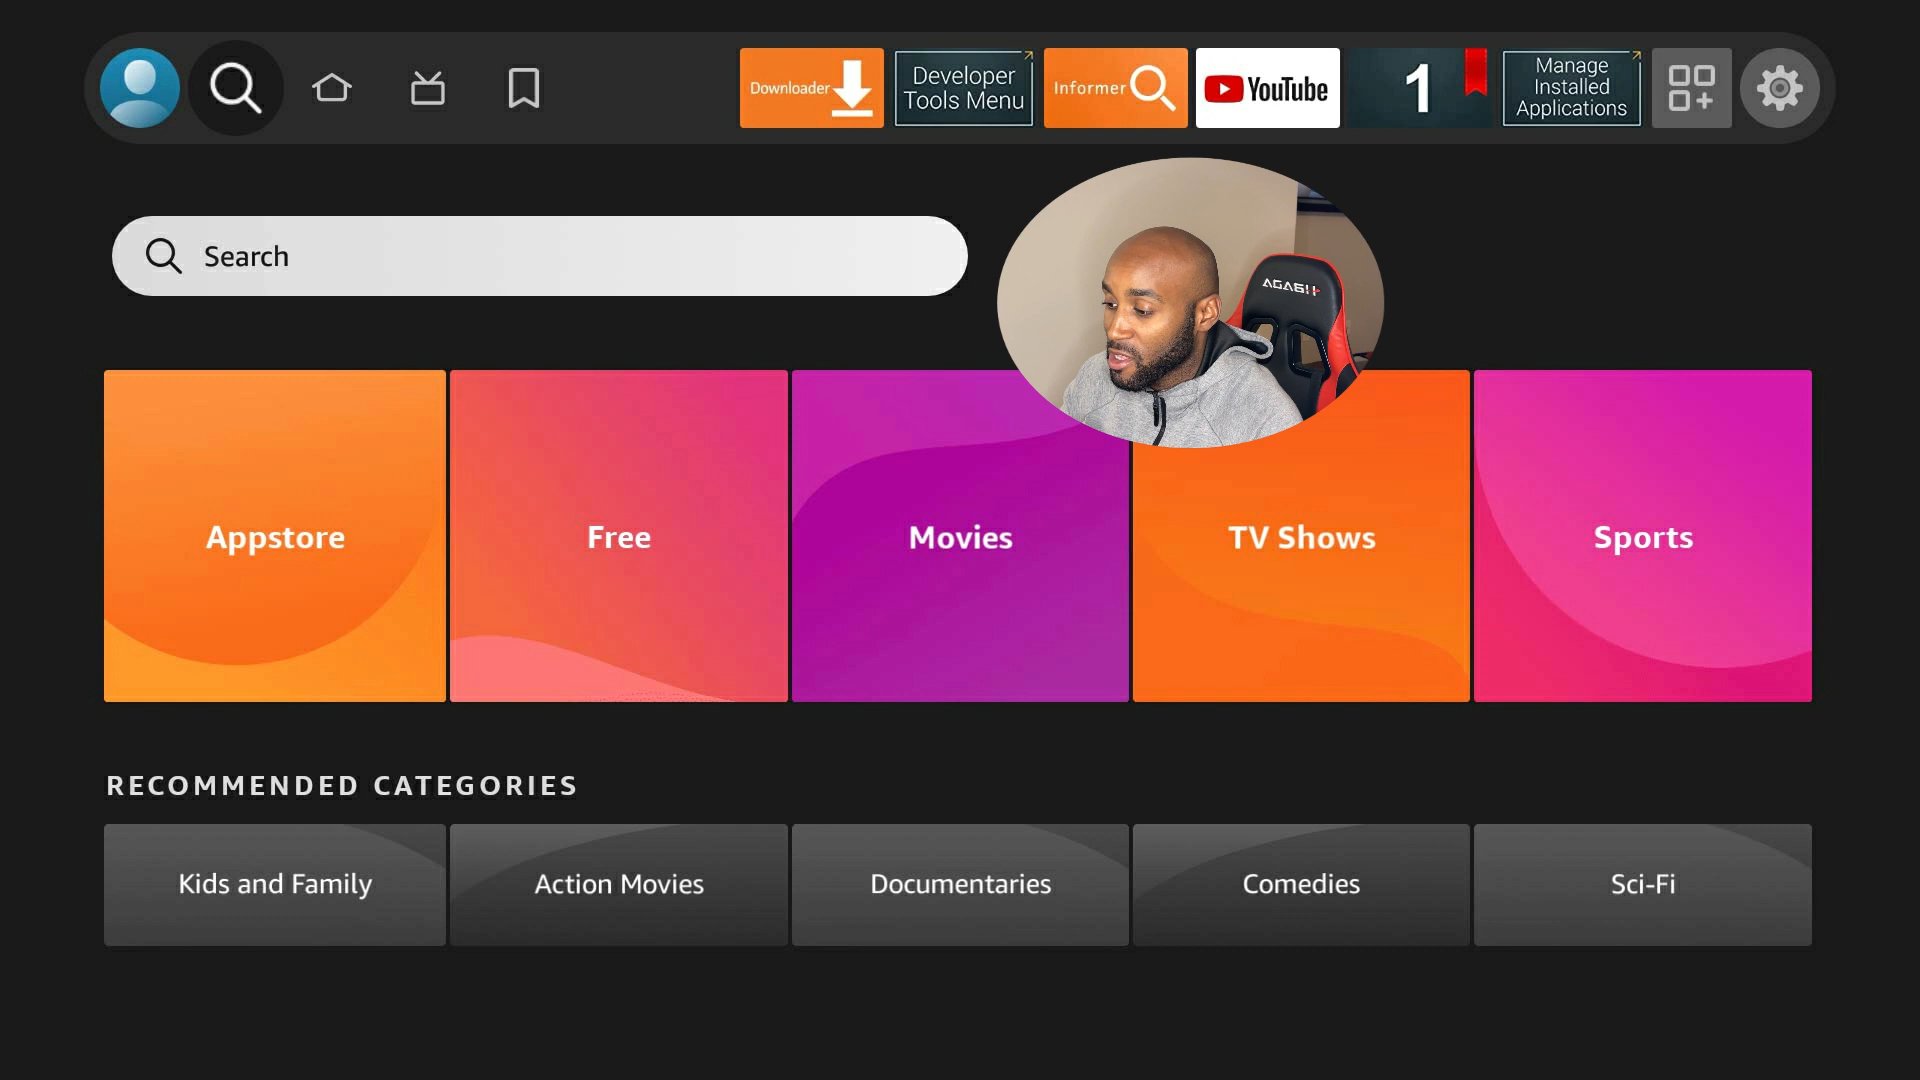 Downloader
Developer
Tools Menu
Informer
YouTube
1
Manage
Installed
Applications
Search
AGASI
Appstore
Free
Movies
TV Shows
Sports
RECOMMENDED CATEGORIES
Kids and Family
Action Movies
Documentaries
Comedies
Sci-Fi